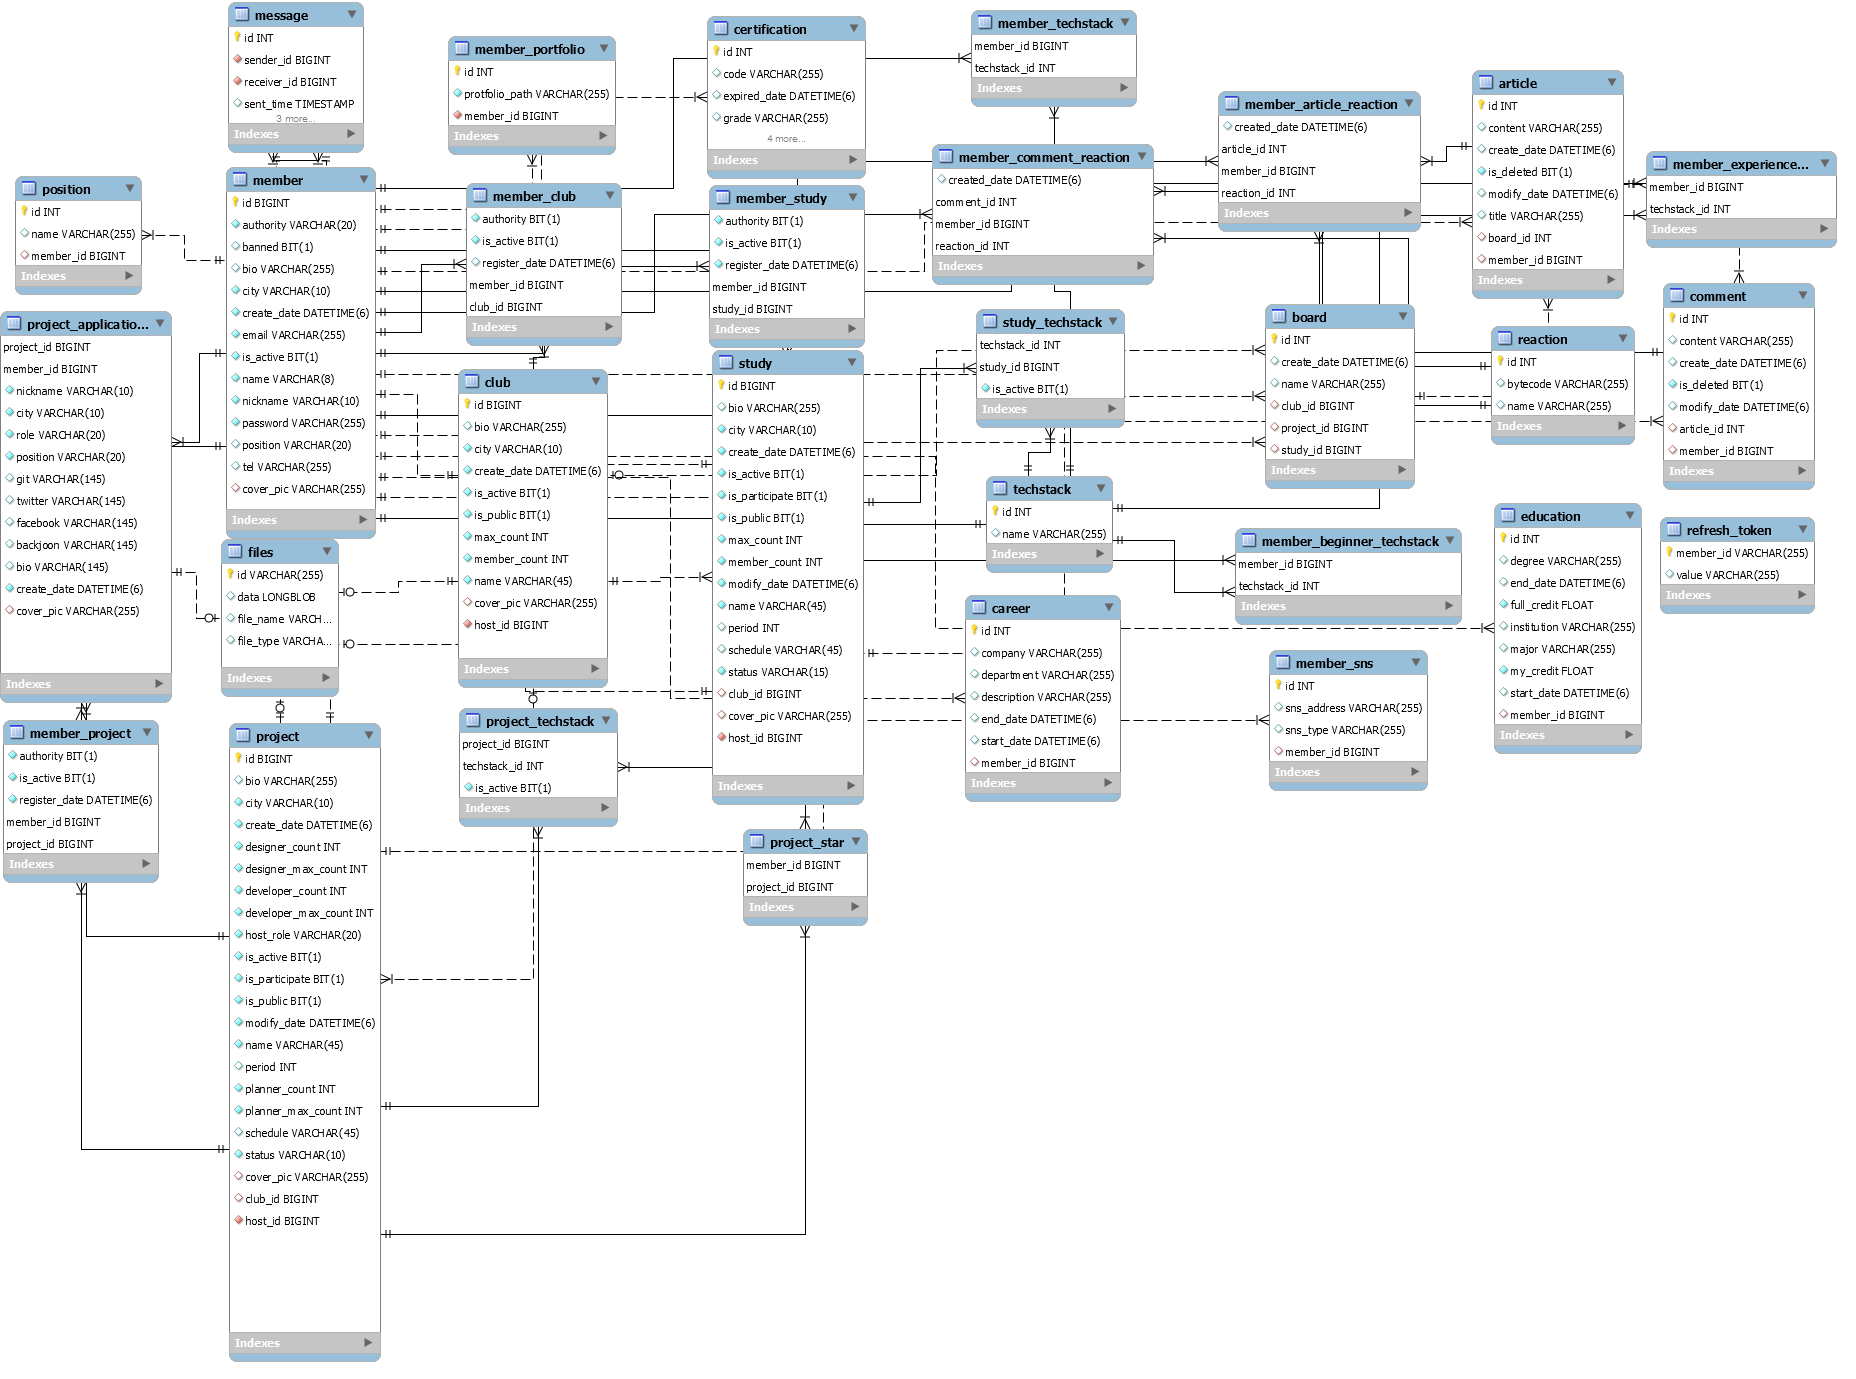 message
id INT
sender_id BIGINT
receiver_id BIGINT
sent_time TIMESTAMP
3 more...
Indexes
member_portfolio
id INT
protfolio_path VARCHAR(255)
member_id BIGINT
Indexes
certification
id INT
code VARCHAR(255)
expired_date DATETIME(6)
grade VARCHAR(255)
4 more...
Indexes
member_techstack
member_id BIGINT
techstack_id INT
Indexes
member_article_reaction
created_date DATETIME(6)
article_id INT
member_id BIGINT
reaction_id INT
Indexes
article
id INT
content VARCHAR(255)
create_date DATETIME(6)
is_deleted BIT(1)
modify_date DATETIME(6)
title VARCHAR(255)
board_id INT
member_id BIGINT
Indexes
member_experience...
member_id BIGINT
techstack_id INT
Indexes
position
id INT
name VARCHAR(255)
member_id BIGINT
Indexes
member
id BIGINT
authority VARCHAR(20)
banned BIT(1)
bio VARCHAR(255)
city VARCHAR(10)
create_date DATETIME(6)
email VARCHAR(255)
is_active BIT(1)
name VARCHAR(8)
nickname VARCHAR(10)
password VARCHAR(255)
position VARCHAR(20)
tel VARCHAR(255)
cover_pic VARCHAR(255)
Indexes
member_club
authority BIT(1)
is_active BIT(1)
register_date DATETIME(6)
member_id BIGINT
club_id BIGINT
Indexes
member_study
authority BIT(1)
is_active BIT(1)
register_date DATETIME(6)
member_id BIGINT
study_id BIGINT
Indexes
member_comment_reaction
created_date DATETIME(6)
comment_id INT
member_id BIGINT
reaction_id INT
Indexes
project_applicatio...
project_id BIGINT
member_id BIGINT
nickname VARCHAR(10)
city VARCHAR(10)
role VARCHAR(20)
position VARCHAR(20)
git VARCHAR(145)
twitter VARCHAR(145)
facebook VARCHAR(145)
backjoon VARCHAR(145)
bio VARCHAR(145)
create_date DATETIME(6)
cover_pic VARCHAR(255)
Indexes
club
id BIGINT
bio VARCHAR(255)
city VARCHAR(10)
create_date DATETIME(6)
is_active BIT(1)
is_public BIT(1)
max_count INT
member_count INT
name VARCHAR(45)
cover_pic VARCHAR(255)
host_id BIGINT
Indexes
study
id BIGINT
bio VARCHAR(255)
city VARCHAR(10)
create_date DATETIME(6)
is_active BIT(1)
is_participate BIT(1)
is_public BIT(1)
max_count INT
member_count INT
modify_date DATETIME(6)
name VARCHAR(45)
period INT
schedule VARCHAR(45)
status VARCHAR(15)
club_id BIGINT
cover_pic VARCHAR(255)
host_id BIGINT
Indexes
study_techstack
techstack_id INT
study_id BIGINT
is_active BIT(1)
Indexes
board
id INT
create_date DATETIME(6)
name VARCHAR(255)
club_id BIGINT
project_id BIGINT
study_id BIGINT
Indexes
reaction
id INT
bytecode VARCHAR(255)
name VARCHAR(255)
Indexes
comment
id INT
content VARCHAR(255)
create_date DATETIME(6)
is_deleted BIT(1)
modify_date DATETIME(6)
article_id INT
member_id BIGINT
Indexes
techstack
id INT
name VARCHAR(255)
Indexes
member_beginner_techstack
member_id BIGINT
techstack_id INT
Indexes
education
id INT
degree VARCHAR(255)
end_date DATETIME(6)
full_credit FLOAT
institution VARCHAR(255)
major VARCHAR(255)
my_credit FLOAT
start_date DATETIME(6)
member_id BIGINT
Indexes
refresh_token
member_id VARCHAR(255)
value VARCHAR(255)
Indexes
files
id VARCHAR(255)
data LONGBLOB
file_name VARCH...
file_type VARCHA...
Indexes
career
id INT
company VARCHAR(255)
department VARCHAR(255)
description VARCHAR(255)
end_date DATETIME(6)
start_date DATETIME(6)
member_id BIGINT
Indexes
member_sns
id INT
sns_address VARCHAR(255)
sns_type VARCHAR(255)
member_id BIGINT
Indexes
member_project
authority BIT(1)
is_active BIT(1)
register_date DATETIME(6)
member_id BIGINT
project_id BIGINT
Indexes
project
id BIGINT
bio VARCHAR(255)
city VARCHAR(10)
create_date DATETIME(6)
designer_count INT
designer_max_count INT
developer_count INT
developer_max_count INT
host_role VARCHAR(20)
is_active BIT(1)
is_participate BIT(1)
is_public BIT(1)
modify_date DATETIME(6)
name VARCHAR(45)
period INT
planner_count INT
planner_max_count INT
schedule VARCHAR(45)
status VARCHAR(10)
cover_pic VARCHAR(255)
club_id BIGINT
host_id BIGINT
Indexes
project_techstack
project_id BIGINT
techstack_id INT
is_active BIT(1)
Indexes
project_star
member_id BIGINT
project_id BIGINT
Indexes